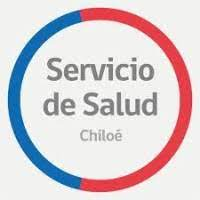 Servicio
de Salud
Chiloé